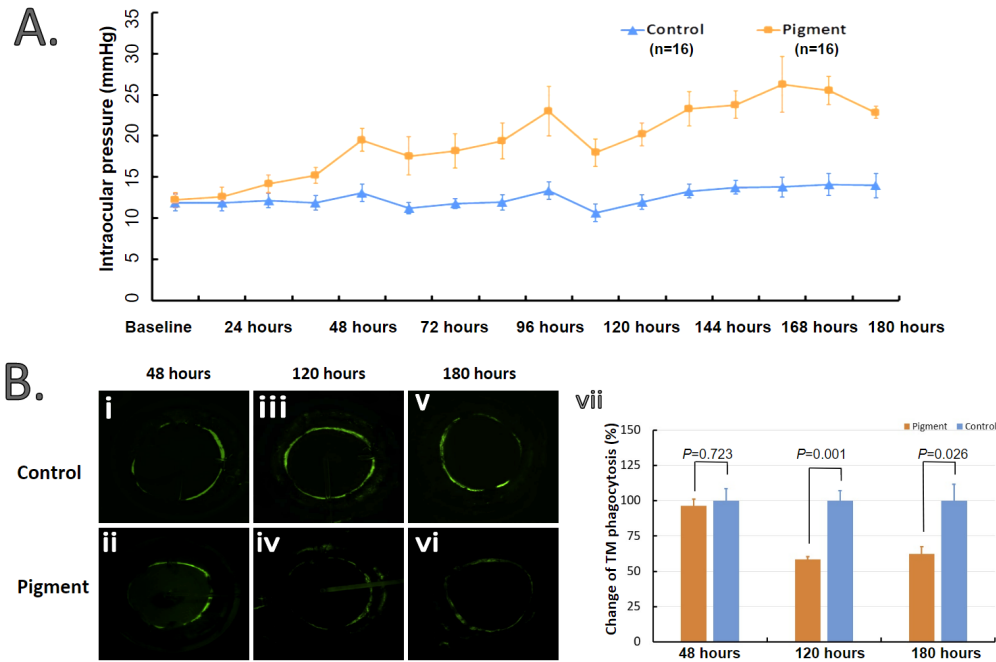 A.
Intraocular pressure (mmHg)
35
30
25
20
15
10
5
0
Control
(n=16)
Pigment
(n=16)
Baseline 24 hours 48 hours 72 hours 96 hours 120 hours 144 hours 168 hours 180 hours
B.
48 hours 120 hours 180 hours
Control
i iii v
Pigment
ii iv vi
vii
Change of TM phagocytosis (%)
Pigment Control
150
125
100
75
50
25
0
P=0.723 P=0.001 P=0.026
48 hours 120 hours 180 hours